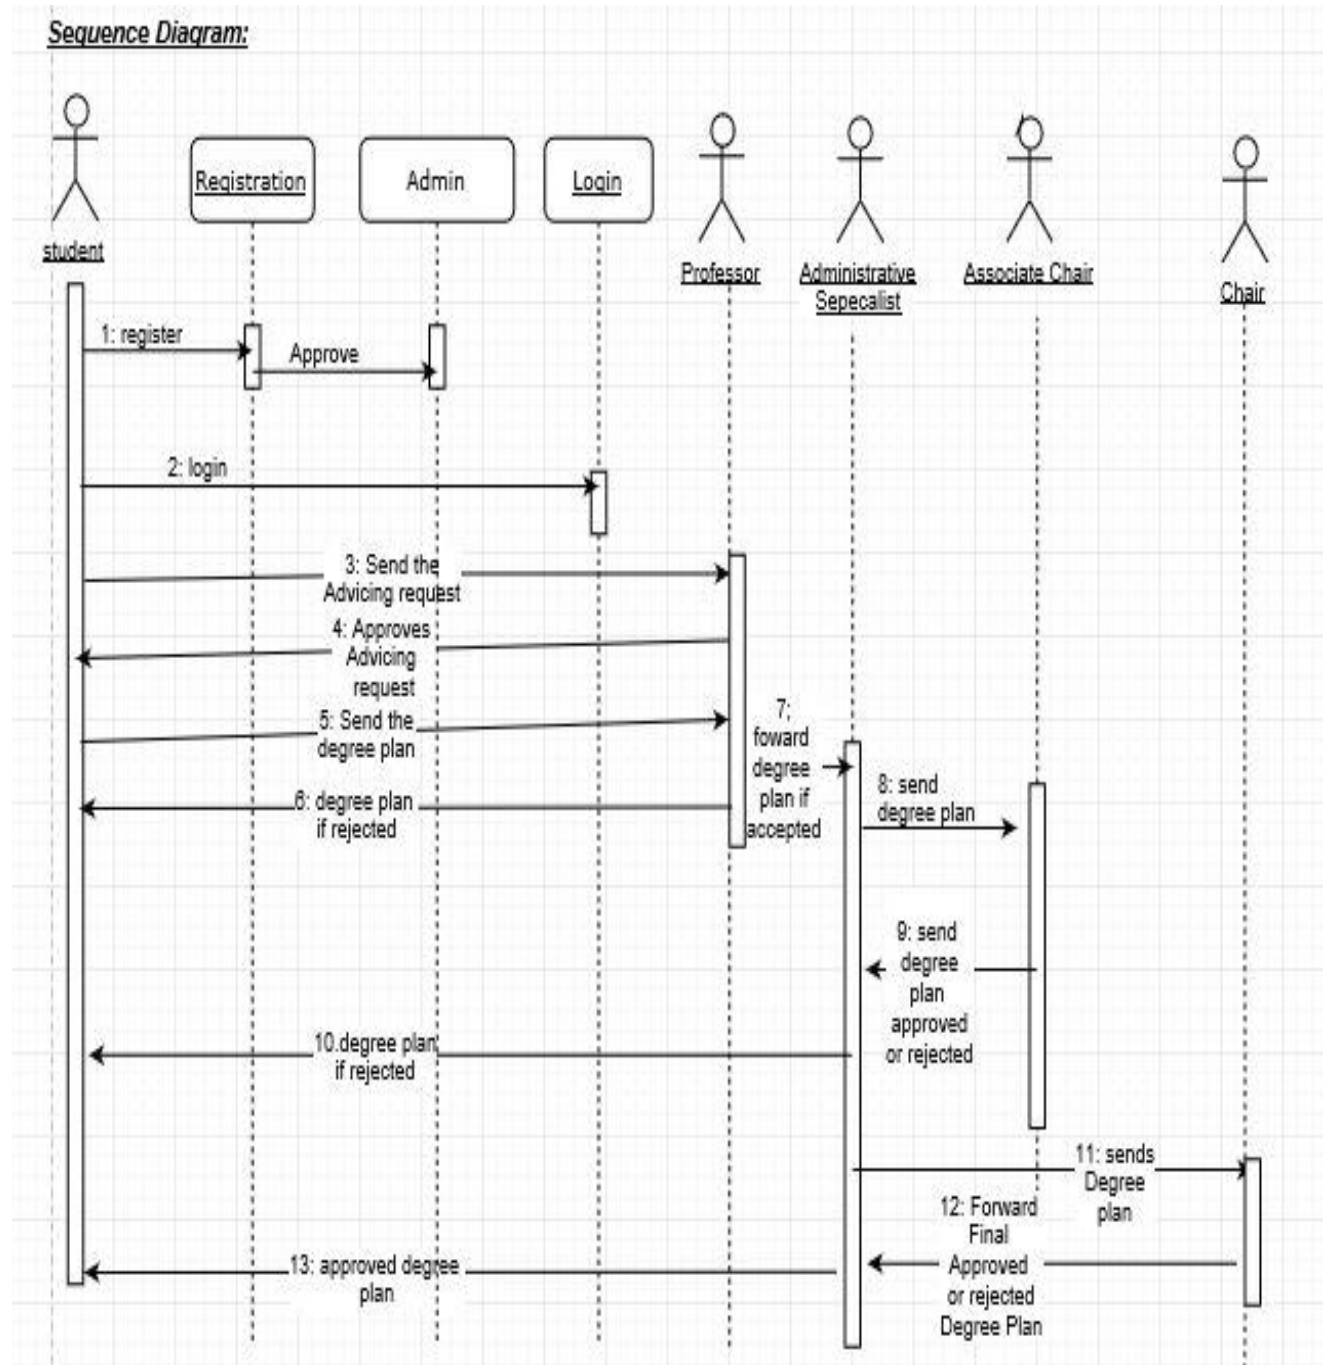 Sequence Diagram:
student
Registration
Admin
Login
Professor
Administrative
Sepecalist
Associate Chair
Chair
1: register
Approve
2: login
3: Send the
Advicing request
4: Approves
Advicing
request
5: Send the
degree plan
6: degree plan
if rejected
7;
foward
degree
plan if
accepted
8: send
degree plan
9: send
degree
plan
approved
or rejected
10.degree plan
if rejected
11: sends
Degree
plan
12: Forward
Final
Approved
or rejected
Degree Plan
13: approved degree
plan